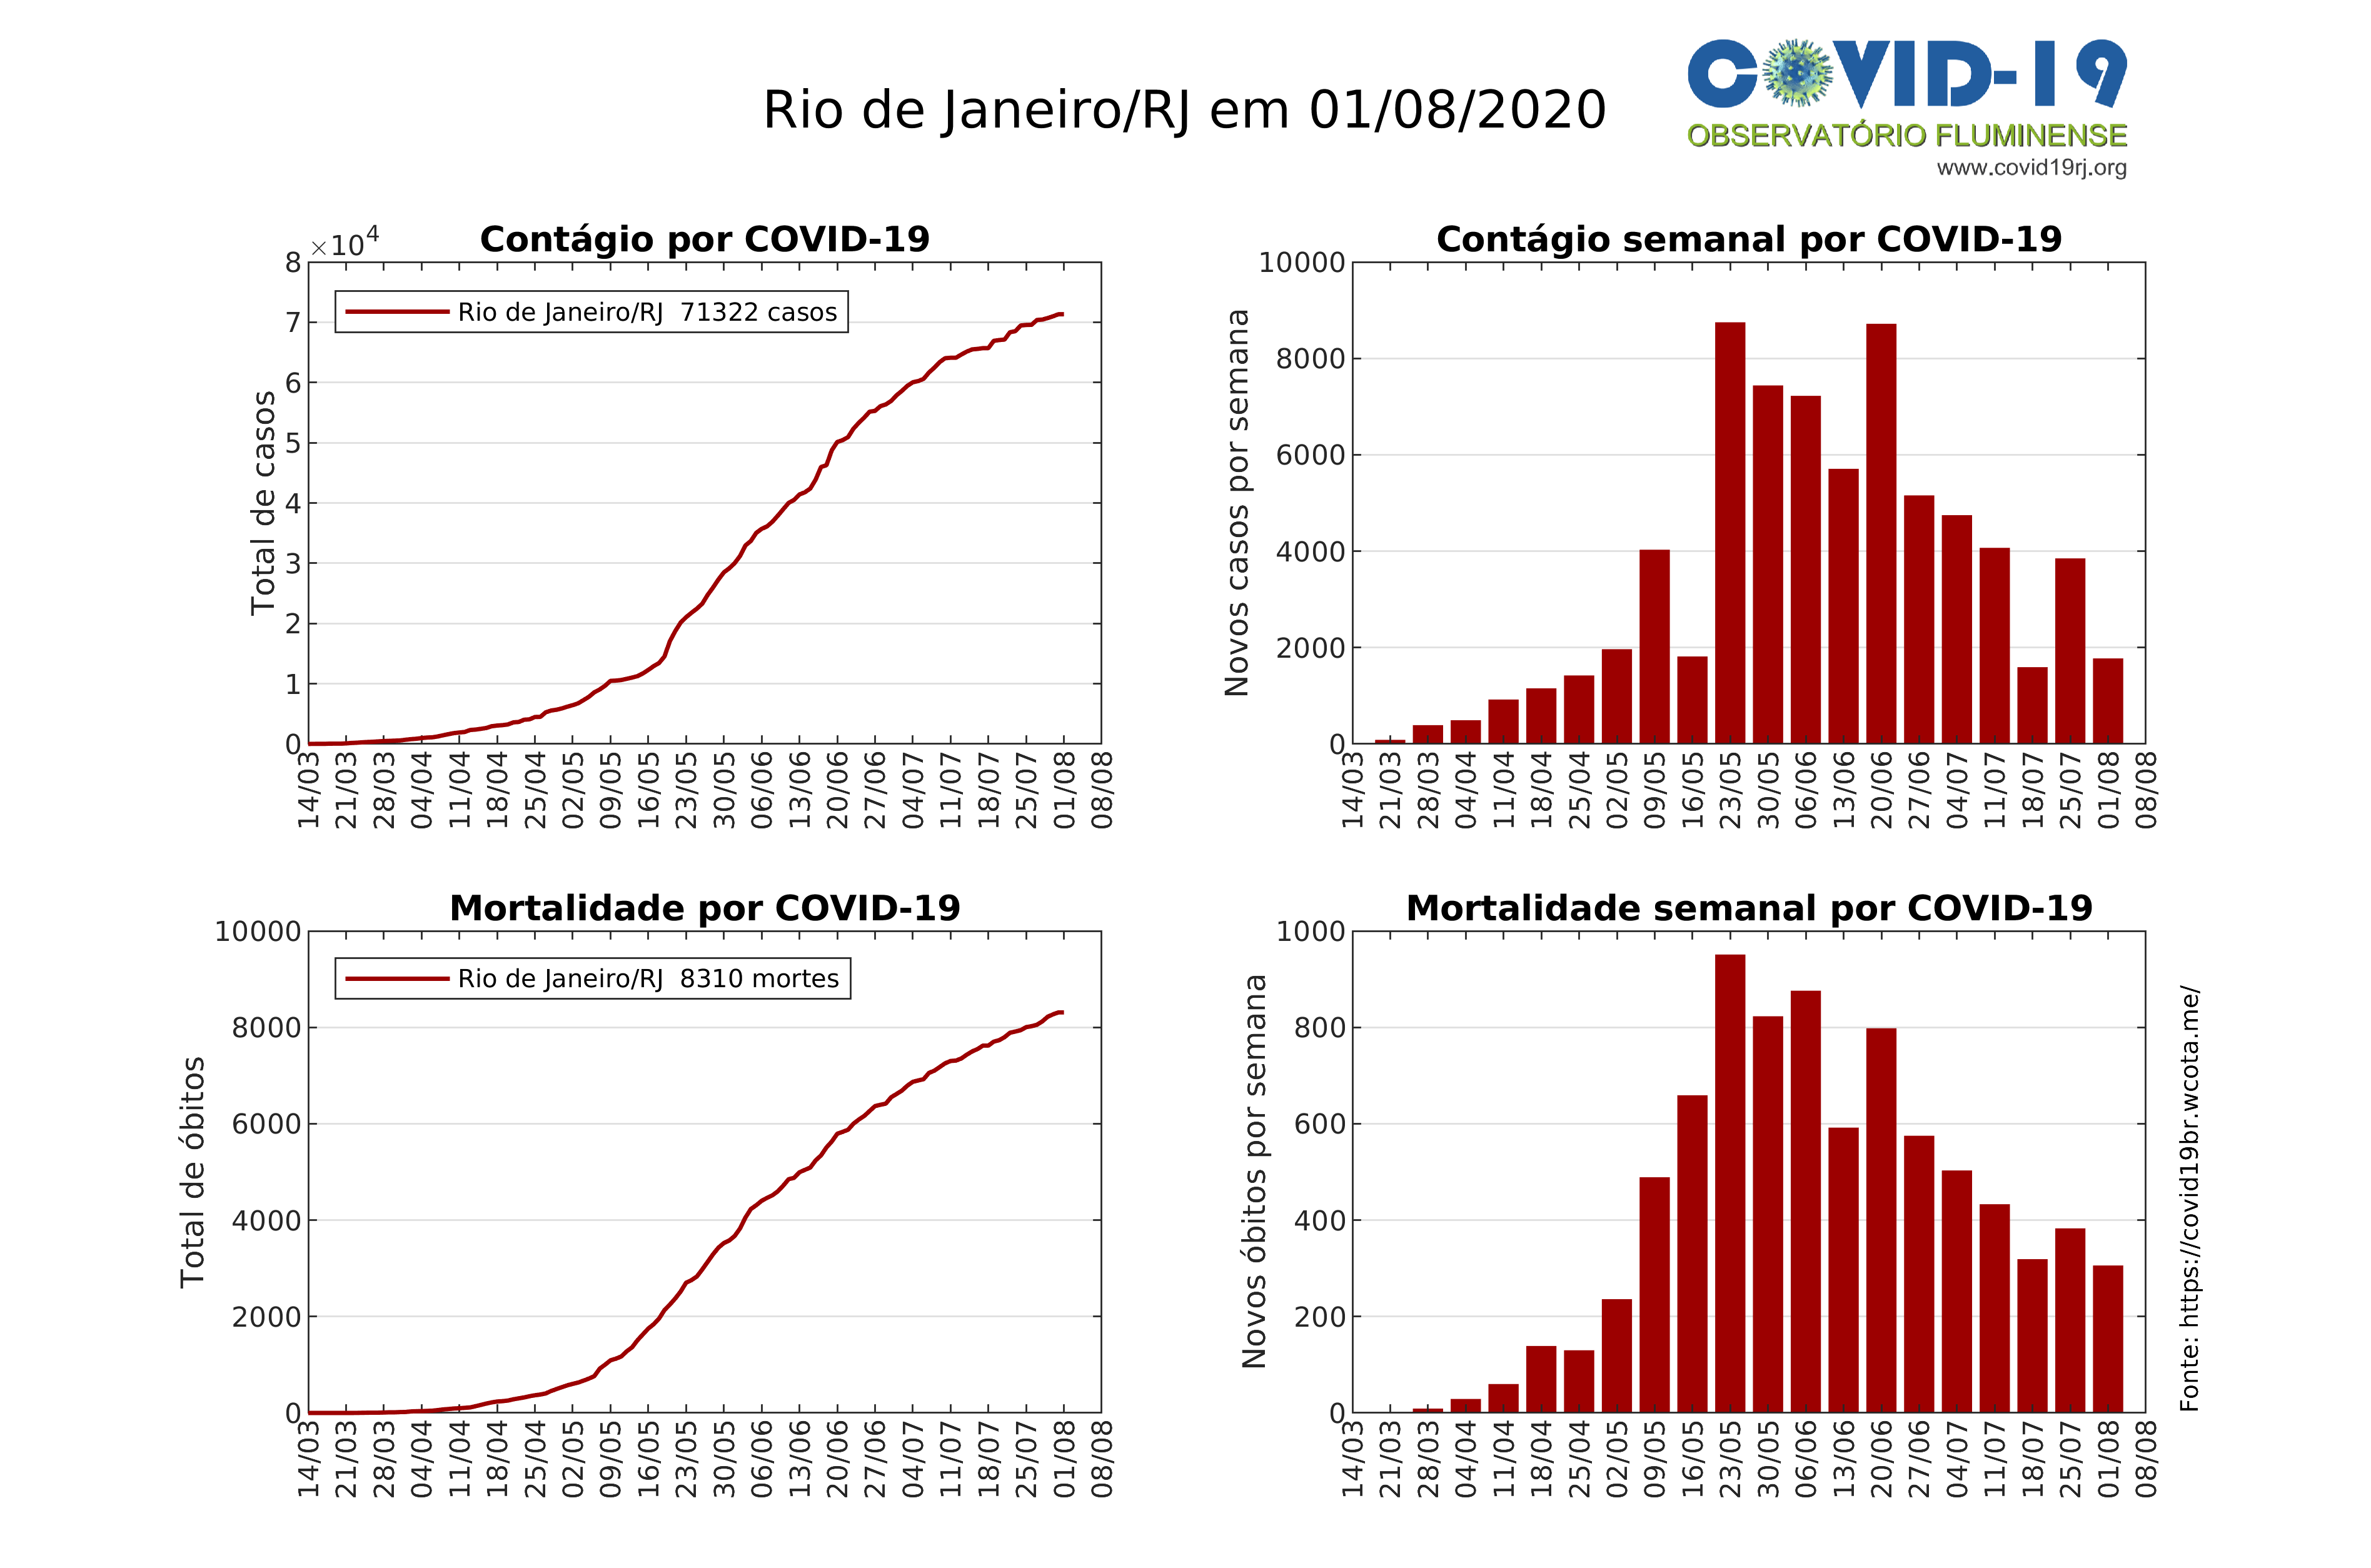 Rio de Janeiro/RJ em 01/08/2020
COVID-19
OBSERVATÓRIO FLUMINENSE
www.covid19rj.org
Contágio por COVID-19
×10⁴
Total de casos
8
7
6
5
4
3
2
1
0
Rio de Janeiro/RJ 71322 casos
14/03 21/03 28/03 04/04 11/04 18/04 25/04 02/05 09/05 16/05 23/05 30/05 06/06 13/06 20/06 27/06 04/07 11/07 18/07 25/07 01/08 08/08
Contágio semanal por COVID-19
Novos casos por semana
10000
8000
6000
4000
2000
0
14/03 21/03 28/03 04/04 11/04 18/04 25/04 02/05 09/05 16/05 23/05 30/05 06/06 13/06 20/06 27/06 04/07 11/07 18/07 25/07 01/08 08/08
Mortalidade por COVID-19
Total de óbitos
10000
8000
6000
4000
2000
0
Rio de Janeiro/RJ 8310 mortes
14/03 21/03 28/03 04/04 11/04 18/04 25/04 02/05 09/05 16/05 23/05 30/05 06/06 13/06 20/06 27/06 04/07 11/07 18/07 25/07 01/08 08/08
Mortalidade semanal por COVID-19
Novos óbitos por semana
1000
800
600
400
200
0
14/03 21/03 28/03 04/04 11/04 18/04 25/04 02/05 09/05 16/05 23/05 30/05 06/06 13/06 20/06 27/06 04/07 11/07 18/07 25/07 01/08 08/08
Fonte: https://covid19br.wcota.me/